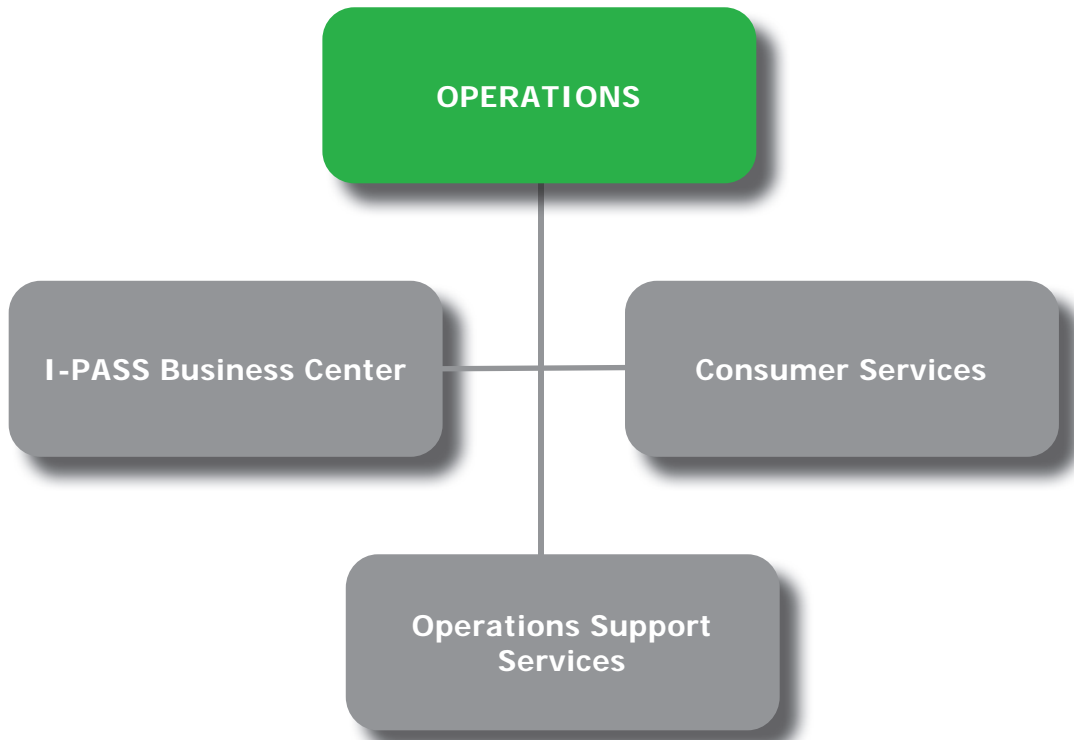 OPERATIONS
I-PASS Business Center
Consumer Services
Operations Support
Services